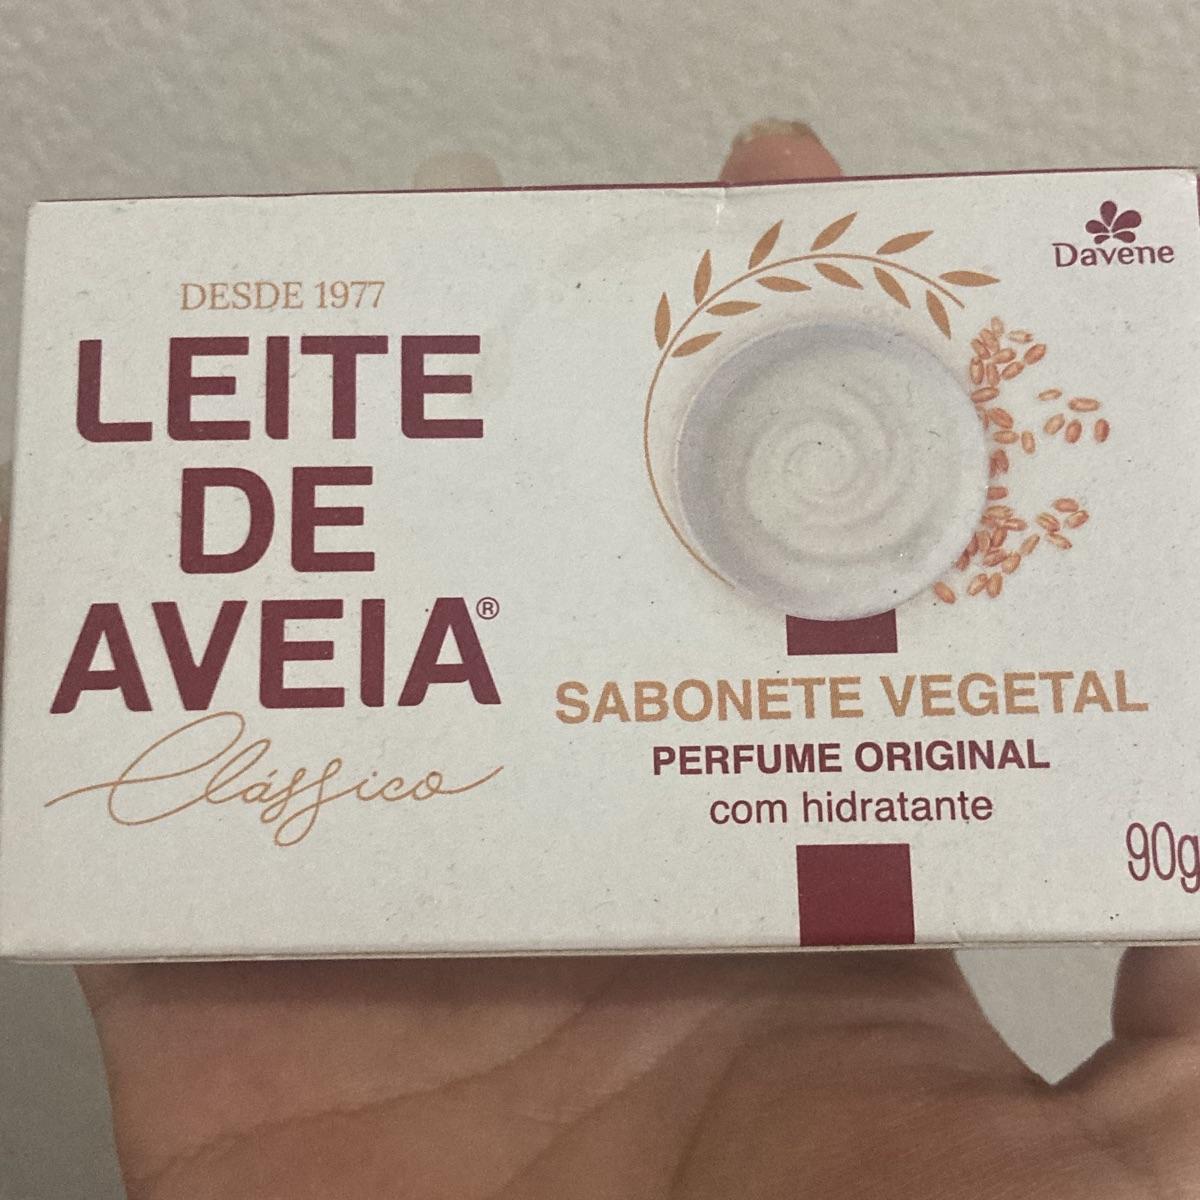 Davene
DESDE 1977
LEITE
DE
AVEIA®
Clássico
SABONETE VEGETAL
PERFUME ORIGINAL
com hidratante
90g